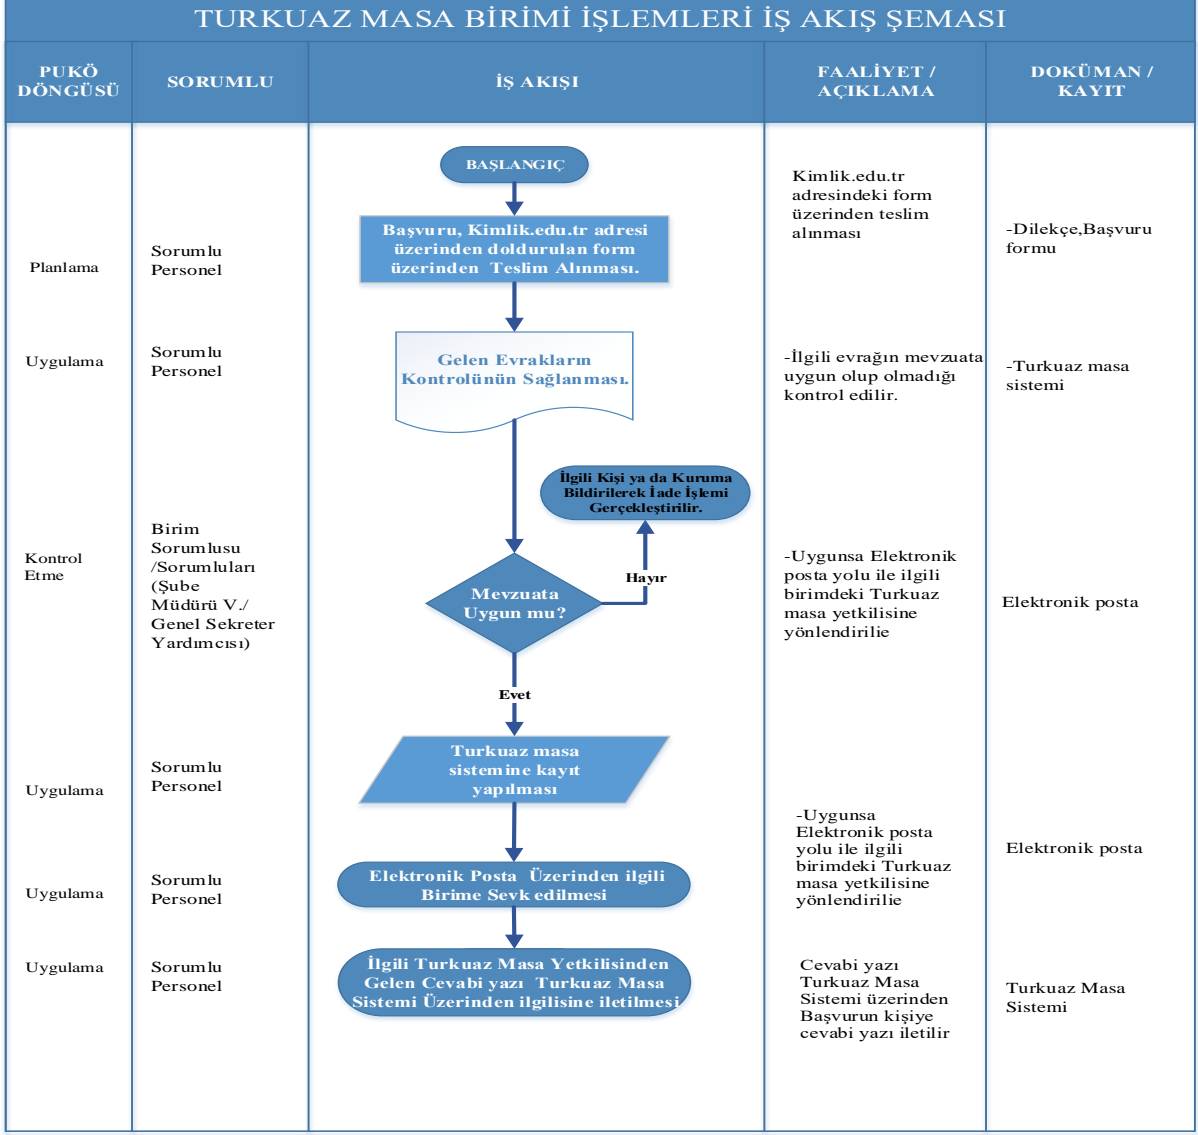 TURKUAZ MASA BİRİMİ İŞLEMLERİ İŞ AKIŞ ŞEMASI
PUKÖ
DÖNGÜSÜ
SORUMLU
İŞ AKIŞI
FAALİYET /
AÇIKLAMA
DOKÜMAN /
KAYIT
BAŞLANGIÇ
Planlama
Sorumlu
Personel
Başvuru, Kimlik.edu.tr adresi
üzerinden doldurulan form
üzerinden Teslim Alınması.
Kimlik.edu.tr
adresindeki form
üzerinden teslim
alınması
-Dilekçe,Başvuru
formu
Uygulama
Sorumlu
Personel
Gelen Evrakların
Kontrolünün Sağlanması.
-İlgili evrağın mevzuata
uygun olup olmadığı
kontrol edilir.
-Turkuaz masa
sistemi
İlgili Kişi ya da Kuruma
Bildirilerek İade İşlemi
Gerçekleştirilir.
Kontrol
Etme
Birim
Sorumlusu
/Sorumluları
(Şube
Müdürü V./
Genel Sekreter
Yardımcısı)
Hayır
Mevzuata
Uygun mu?
Evet
-Uygunsa Elektronik
posta yolu ile ilgili
birimdeki Turkuaz
masa yetkilisine
yönlendirilie
Elektronik posta
Uygulama
Sorumlu
Personel
Turkuaz masa
sistemine kayıt
yapılması
Uygulama
Sorumlu
Personel
Elektronik Posta Üzerinden ilgili
Birime Sevk edilmesi
-Uygunsa
Elektronik posta
yolu ile ilgili
birimdeki Turkuaz
masa yetkilisine
yönlendirilie
Elektronik posta
Uygulama
Sorumlu
Personel
İlgili Turkuaz Masa Yetkilisinden
Gelen Cevabi yazı Turkuaz Masa
Sistemi Üzerinden ilgilisine iletilmesi
Cevabi yazı
Turkuaz Masa
Sistemi üzerinden
Başvurun kişiye
cevabi yazı iletilir
Turkuaz Masa
Sistemi